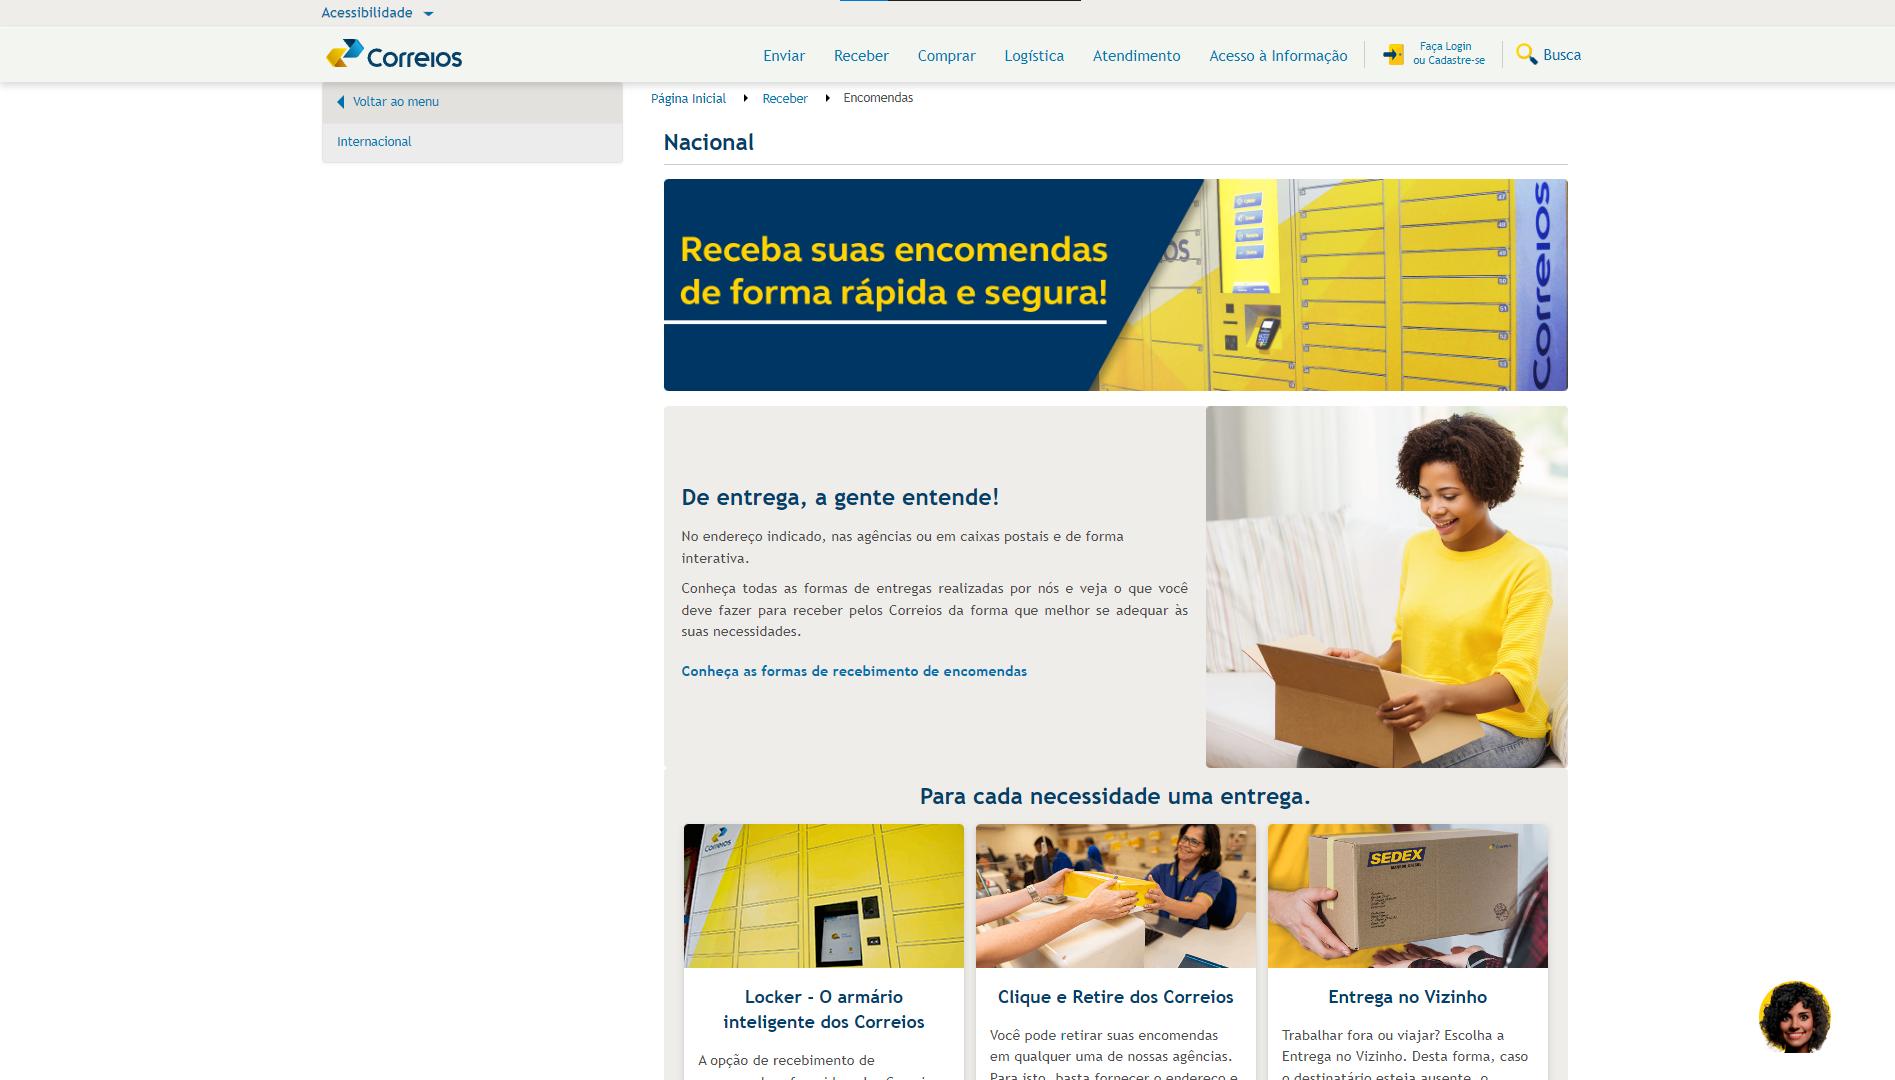 Acessibilidade
Correios
Enviar Receber Comprar Logística Atendimento Acesso à Informação
Faça Login
ou Cadastre-se
Busca
Voltar ao menu
Internacional
Página Inicial Receber Encomendas
Nacional
Receba suas encomendas
de forma rápida e segura!
Correios
De entrega, a gente entende!
No endereço indicado, nas agências ou em caixas postais e de forma
interativa.
Conheça todas as formas de entregas realizadas por nós e veja o que você
deve fazer para receber pelos Correios da forma que melhor se adequar às
suas necessidades.
Conheça as formas de recebimento de encomendas
Para cada necessidade uma entrega.
Correios
SEDEX
Locker - O armário
inteligente dos Correios
A opção de recebimento de
Clique e Retire dos Correios
Você pode retirar suas encomendas
em qualquer uma de nossas agências.
Para isto, basta fornecer o endereço e
Entrega no Vizinho
Trabalhar fora ou viajar? Escolha a
Entrega no Vizinho. Desta forma, caso
o destinatário esteja ausente, o